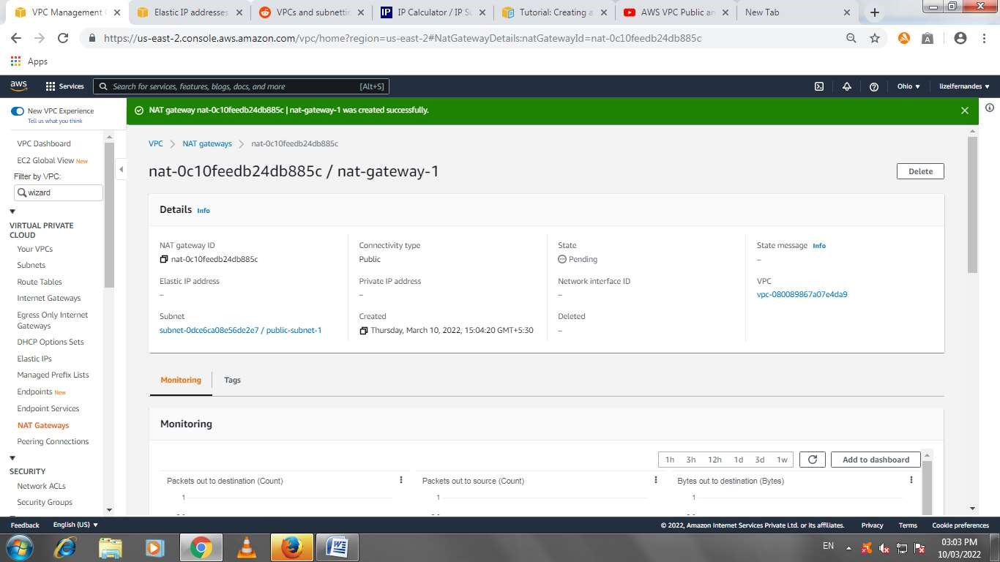 VPC Management C
Elastic IP addresses
VPCs and subnettin
IP Calculator / IP Su
Tutorial: Creating a
AWS VPC Public an
New Tab
https://us-east-2.console.aws.amazon.com/vpc/home?region=us-east-2#NatGatewayDetails:natGatewayId=nat-0c10feedb24db885c
Apps
aws
Services
Search for services, features, blogs, docs, and more
[Alt+S]
Ohio
lizelfernandes
New VPC Experience
Tell us what you think
NAT gateway nat-0c10feedb24db885c | nat-gateway-1 was created successfully.
VPC Dashboard
EC2 Global View New
Filter by VPC:
wizard
VIRTUAL PRIVATE
CLOUD
Your VPCs
Subnets
Route Tables
Internet Gateways
Egress Only Internet
Gateways
DHCP Options Sets
Elastic IPs
Managed Prefix Lists
Endpoints New
Endpoint Services
NAT Gateways
Peering Connections
SECURITY
Network ACLs
Security Groups
VPC > NAT gateways > nat-0c10feedb24db885c
nat-0c10feedb24db885c / nat-gateway-1
Delete
Details Info
NAT gateway ID
nat-0c10feedb24db885c
Connectivity type
Public
State
Pending
State message Info
–
Elastic IP address
–
Private IP address
–
Network interface ID
–
VPC
vpc-080089867a07e4da9
Subnet
subnet-0dce6ca08e56de2e7 / public-subnet-1
Created
Thursday, March 10, 2022, 15:04:20 GMT+5:30
Deleted
–
Monitoring
Tags
Monitoring
1h 3h 12h 1d 3d 1w
Add to dashboard
Packets out to destination (Count)
1
Packets out to source (Count)
1
Bytes out to destination (Bytes)
1
Feedback
English (US)
© 2022, Amazon Internet Services Private Ltd. or its affiliates.
Privacy
Terms
Cookie preferences
EN
03:03 PM
10/03/2022